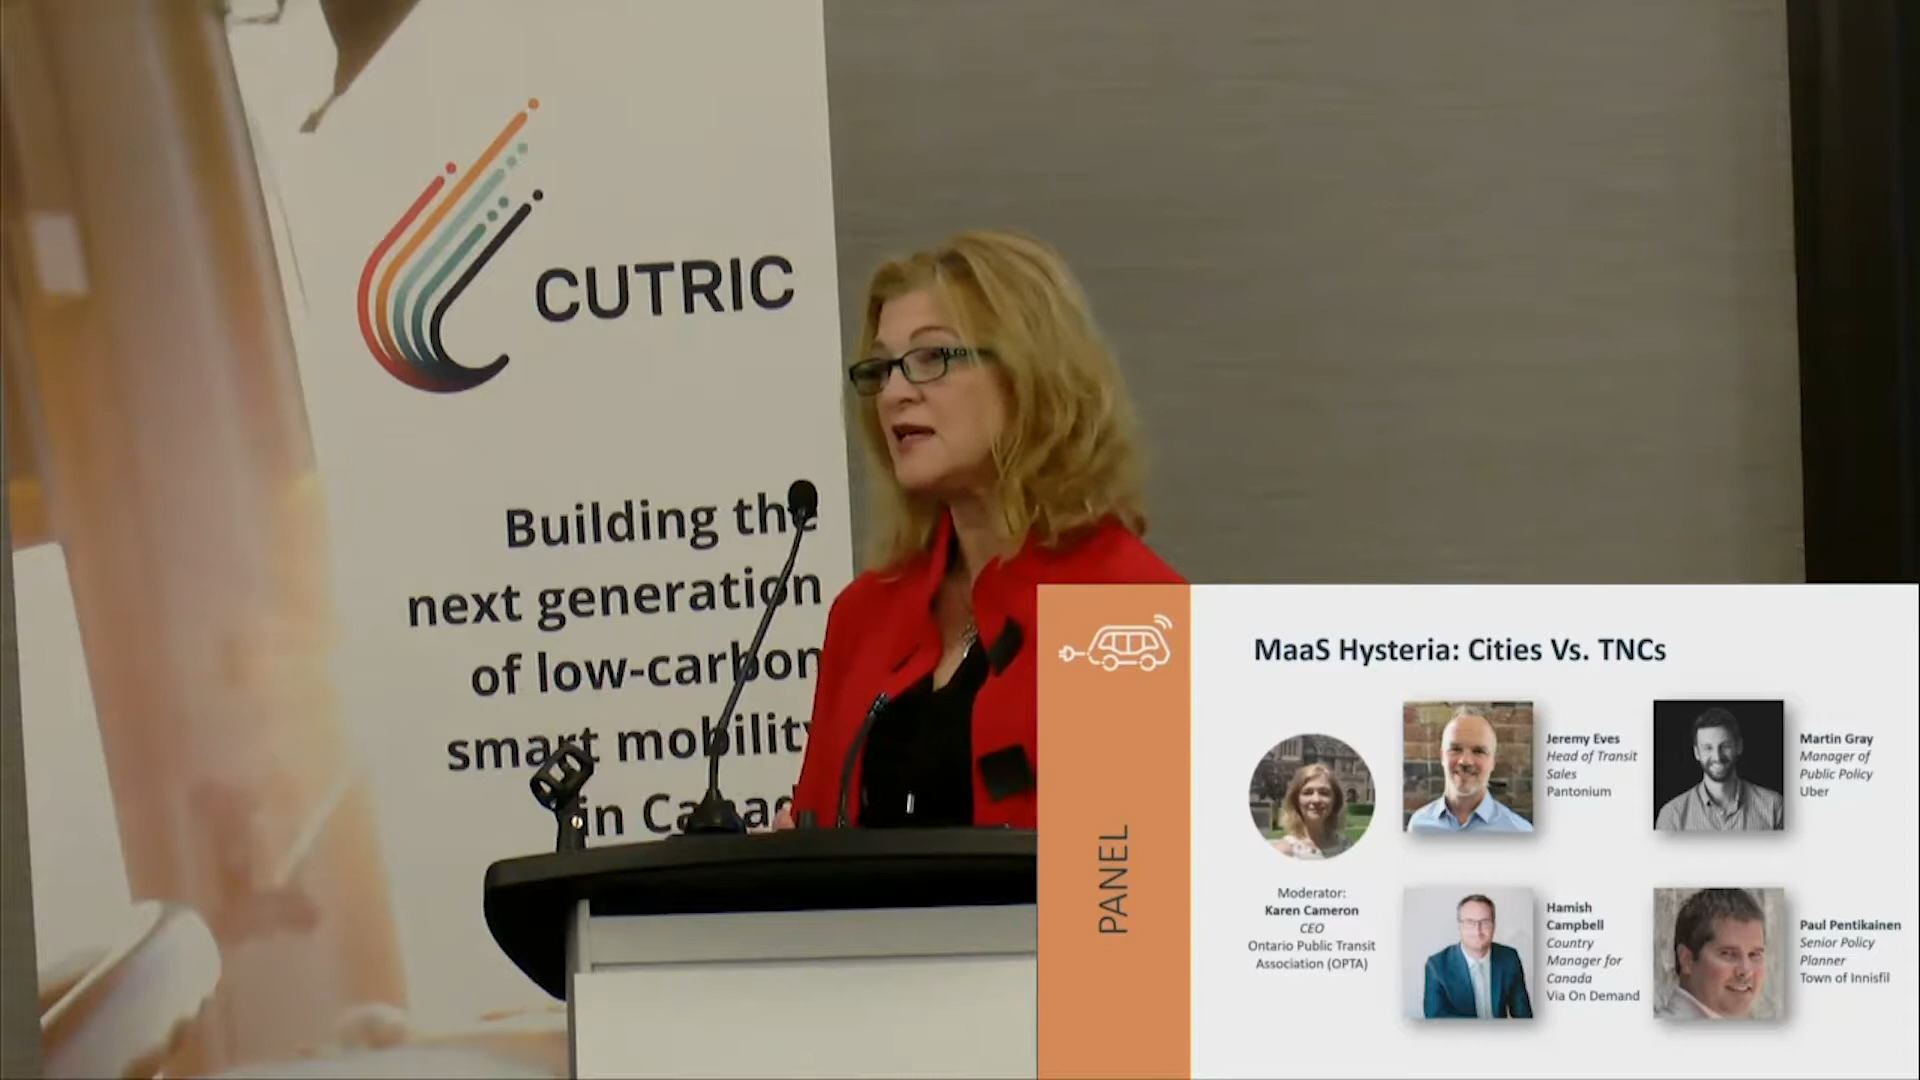 CUTRIC
Building the
next generation
of low-carbon
smart mobility
in Canad
MaaS Hysteria: Cities Vs. TNCs
PANEL
Moderator:
Karen Cameron
CEO
Ontario Public Transit
Association (OPTA)
Jeremy Eves
Head of Transit
Sales
Pantonium
Martin Gray
Manager of
Public Policy
Uber
Hamish
Campbell
Country
Manager for
Canada
Via On Demand
Paul Pentikainen
Senior Policy
Planner
Town of Innisfil